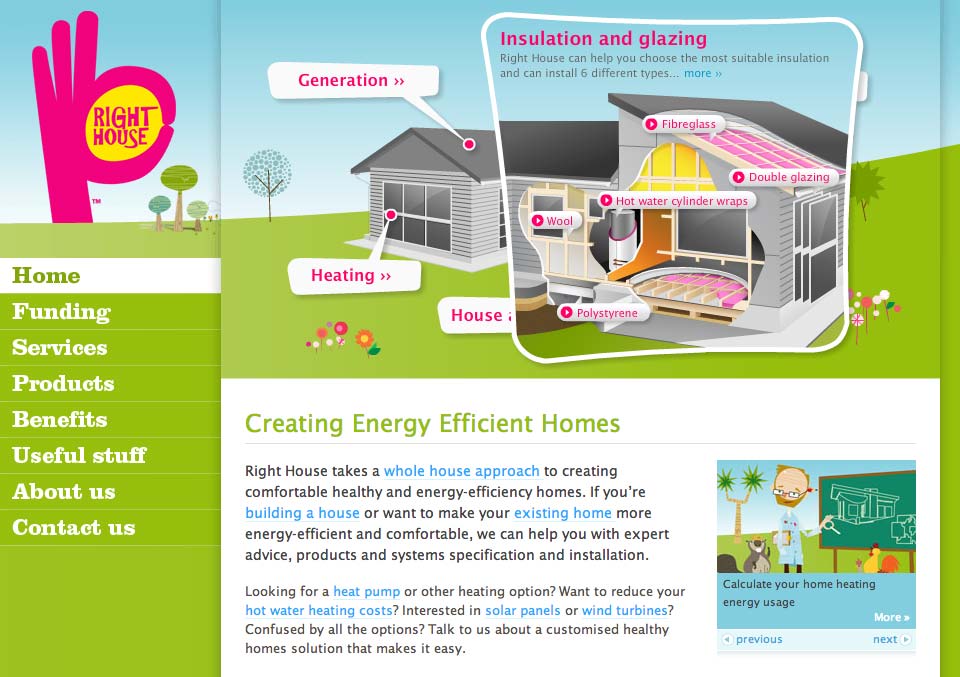 RIGHT
HOUSE
™
Home
Funding
Services
Products
Benefits
Useful stuff
About us
Contact us
Generation ››
Heating ››
House
Insulation and glazing
Right House can help you choose the most suitable insulation
and can install 6 different types... more ››
Fibreglass
Double glazing
Hot water cylinder wraps
Wool
Polystyrene
Creating Energy Efficient Homes
Right House takes a whole house approach to creating
comfortable healthy and energy-efficiency homes. If you’re
building a house or want to make your existing home more
energy-efficient and comfortable, we can help you with expert
advice, products and systems specification and installation.
Looking for a heat pump or other heating option? Want to reduce your
hot water heating costs? Interested in solar panels or wind turbines?
Confused by all the options? Talk to us about a customised healthy
homes solution that makes it easy.
Calculate your home heating
energy usage
More »
previous
next